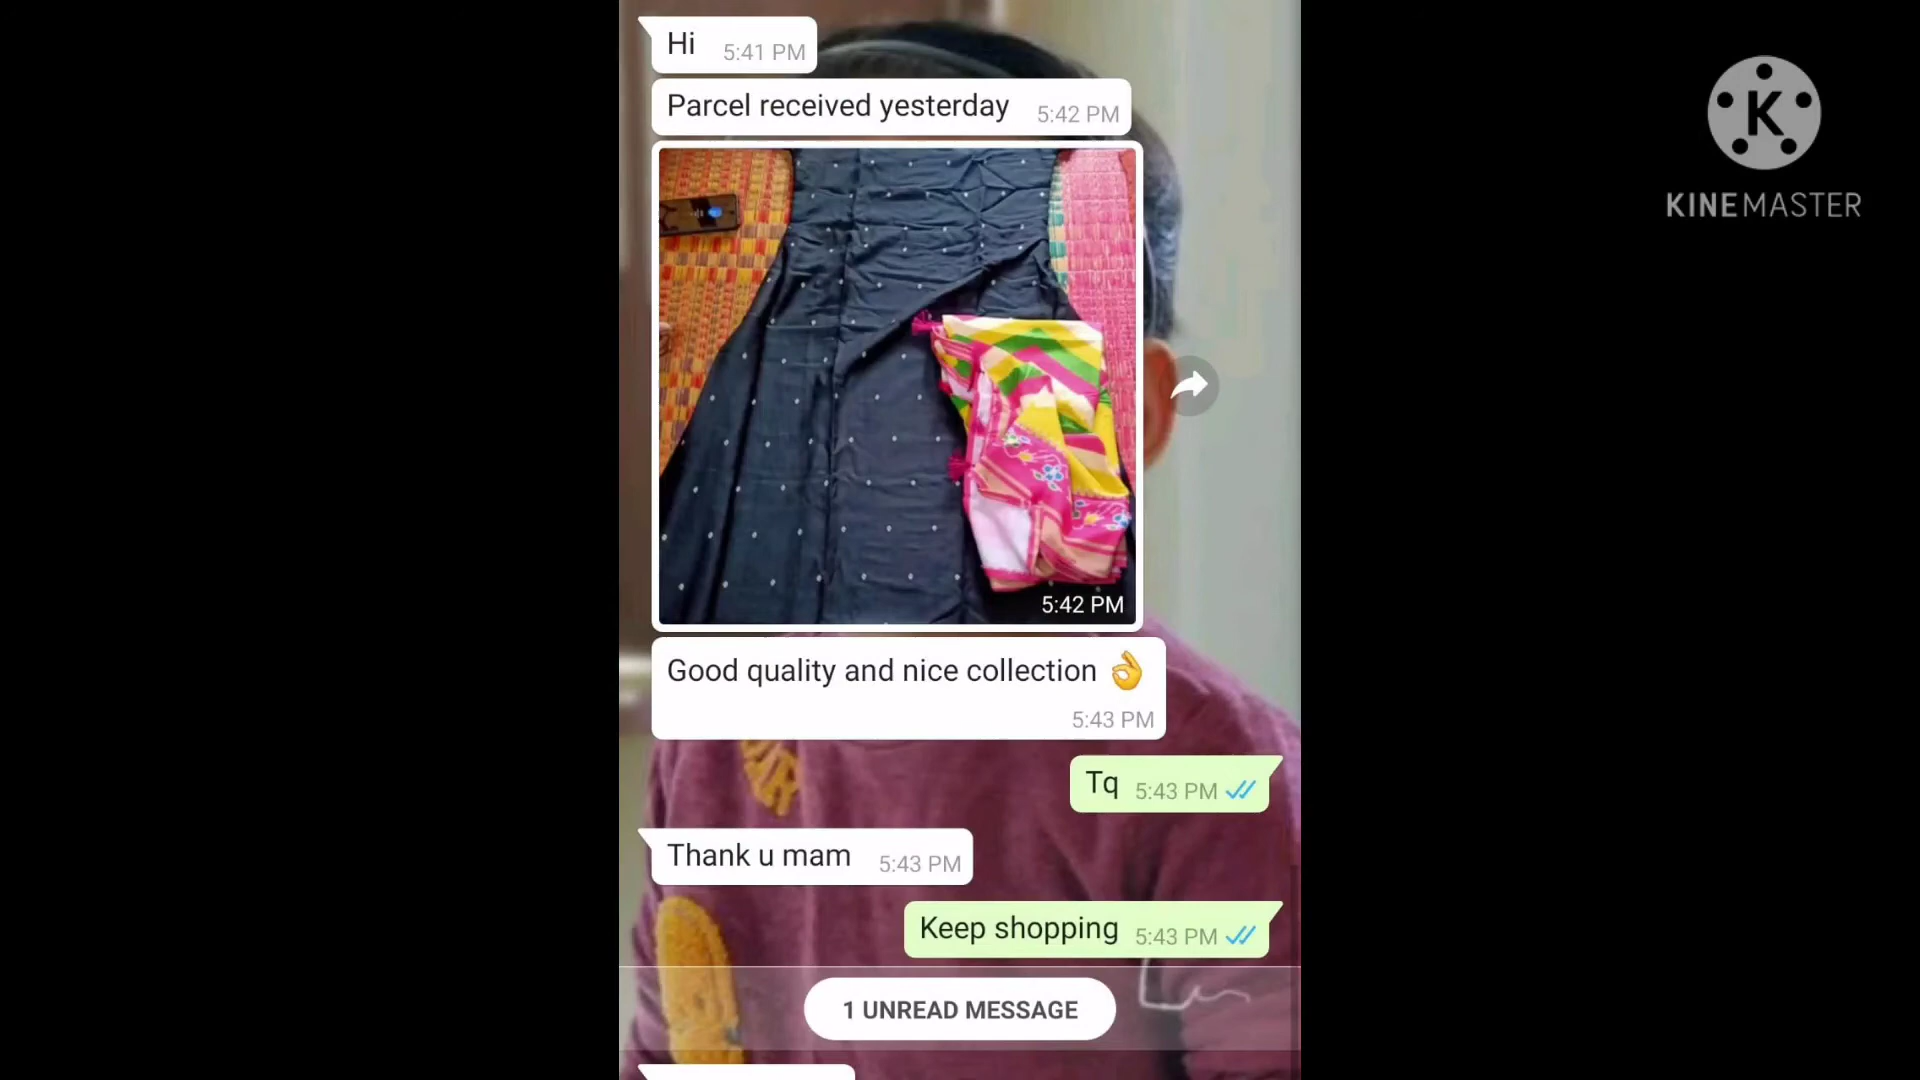 Hi 5:41 PM
Parcel received yesterday 5:42 PM
5:42 PM
Good quality and nice collection 👌
5:43 PM
Tq 5:43 PM
Thank u mam 5:43 PM
Keep shopping 5:43 PM
1 UNREAD MESSAGE
K
KINEMASTER